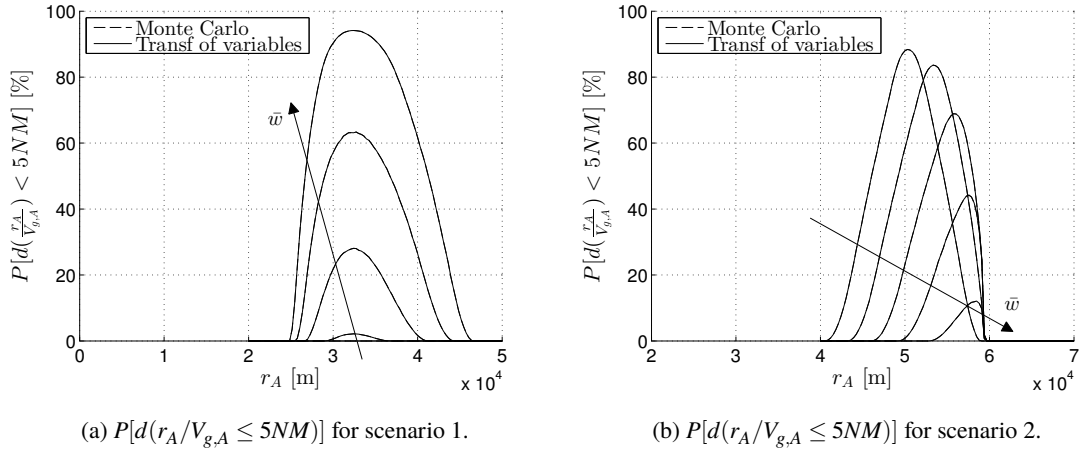 100
80
60
40
20
0
P[d(r_A/V_{g,A}) < 5NM] [%]
Monte Carlo
Transf of variables
w̄
0 1 2 3 4 5
x 10^4
r_A [m]
(a) P[d(r_A/V_{g,A} ≤ 5NM)] for scenario 1.
100
80
60
40
20
0
P[d(r_A/V_{g,A}) < 5NM] [%]
Monte Carlo
Transf of variables
w̄
2 3 4 5 6 7
x 10^4
r_A [m]
(b) P[d(r_A/V_{g,A} ≤ 5NM)] for scenario 2.